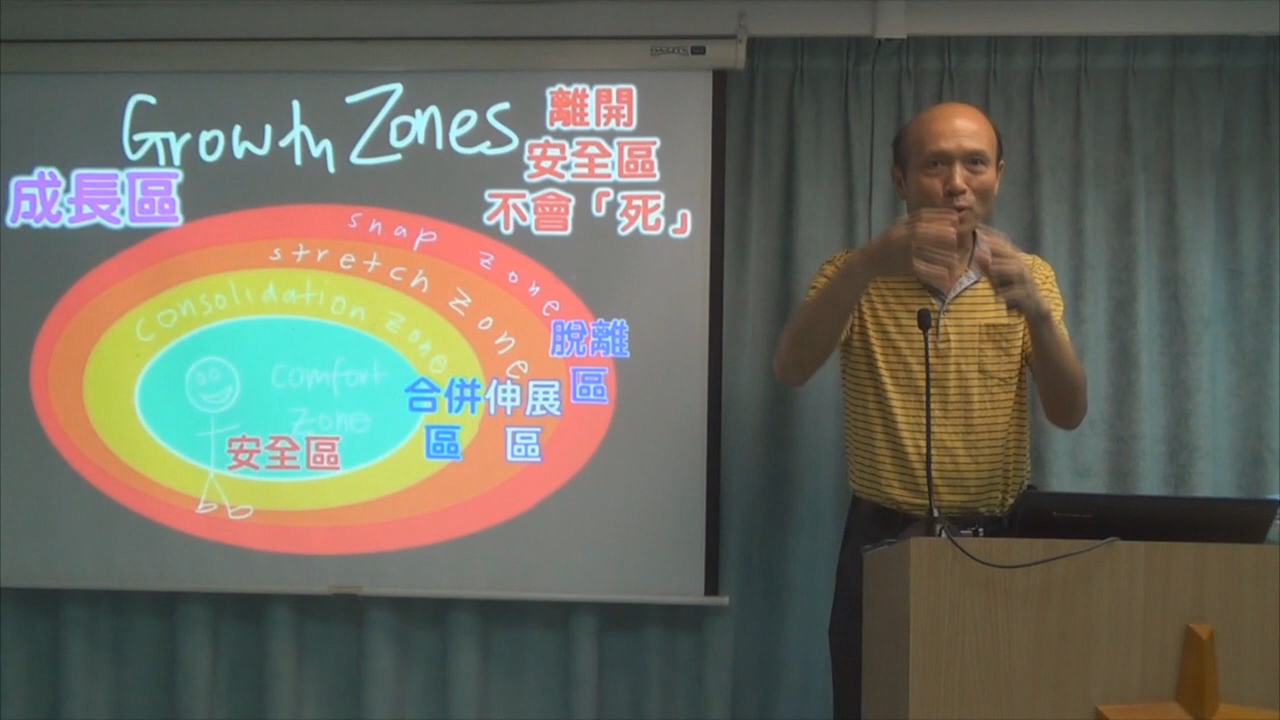 Growth Zones
離開
安全區
不會「死」
成長區
snap zone
stretch zone
consolidation zone
comfort
zone
脫離
區
合併
區
伸展
區
安全區